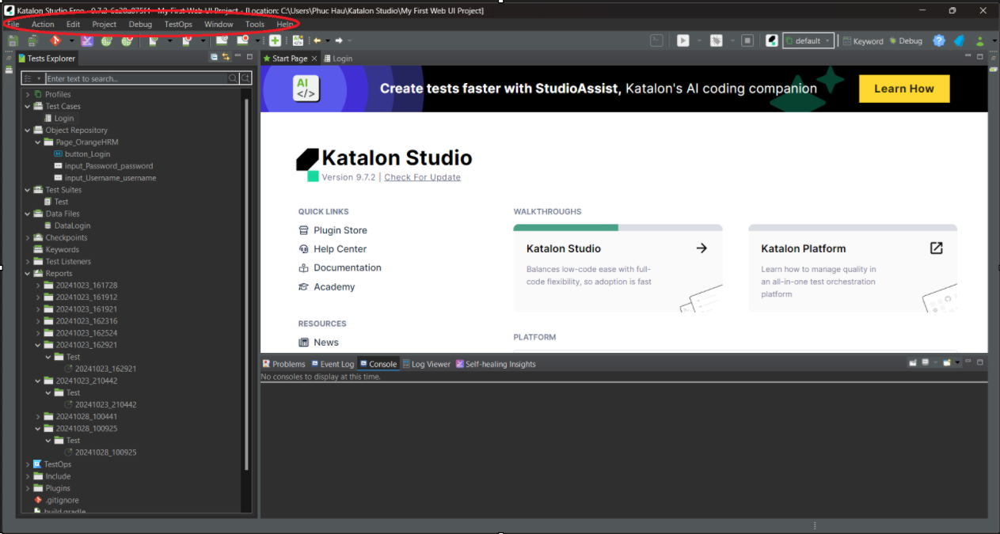 Katalon Studio Free - 9.7.2-6a20a875f1 - My First Web UI Project - [Location: C:\Users\Phuc Hau\Katalon Studio\My First Web UI Project]
File Action Edit Project Debug TestOps Window Tools Help
default
Keyword
Debug
Tests Explorer
Enter text to search...
Profiles
Test Cases
Login
Object Repository
Page_OrangeHRM
button_Login
input_Password_password
input_Username_username
Test Suites
Test
Data Files
DataLogin
Checkpoints
Keywords
Test Listeners
Reports
20241023_161728
20241023_161912
20241023_161921
20241023_162316
20241023_162524
20241023_162921
Test
20241023_162921
20241023_210442
Test
20241023_210442
20241028_100441
20241028_100925
Test
20241028_100925
TestOps
Include
Plugins
.gitignore
build.gradle
Start Page
Login
AI
</>
Create tests faster with StudioAssist, Katalon's AI coding companion
Learn How
Katalon Studio
Version 9.7.2 | Check For Update
QUICK LINKS
Plugin Store
Help Center
Documentation
Academy
RESOURCES
News
WALKTHROUGHS
Katalon Studio
Balances low-code ease with full-
code flexibility, so adoption is fast
Katalon Platform
Learn how to manage quality in
an all-in-one test orchestration
platform
PLATFORM
Problems Event Log Console Log Viewer Self-healing Insights
No consoles to display at this time.